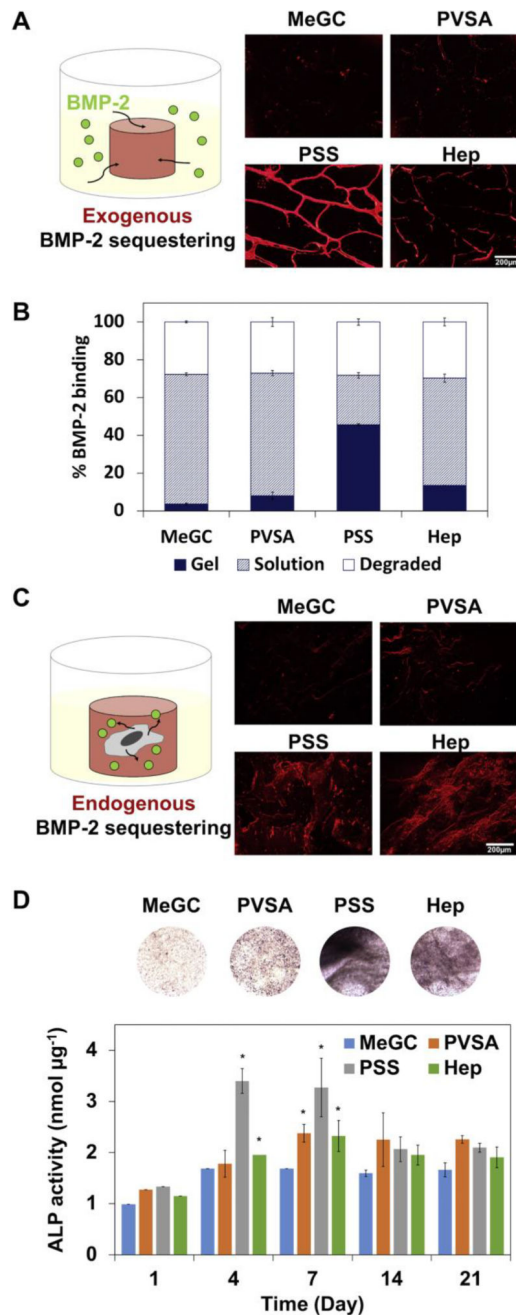 A
MeGC PVSA
BMP-2
PSS Hep
Exogenous
BMP-2 sequestering
200µm
B
% BMP-2 binding
100
80
60
40
20
0
MeGC PVSA PSS Hep
Gel Solution Degraded
C
MeGC PVSA
PSS Hep
Endogenous
BMP-2 sequestering
200µm
D
MeGC PVSA PSS Hep
ALP activity (nmol µg⁻¹)
4
3
2
1
0
MeGC PVSA
PSS Hep
* * * * *
1 4 7 14 21
Time (Day)